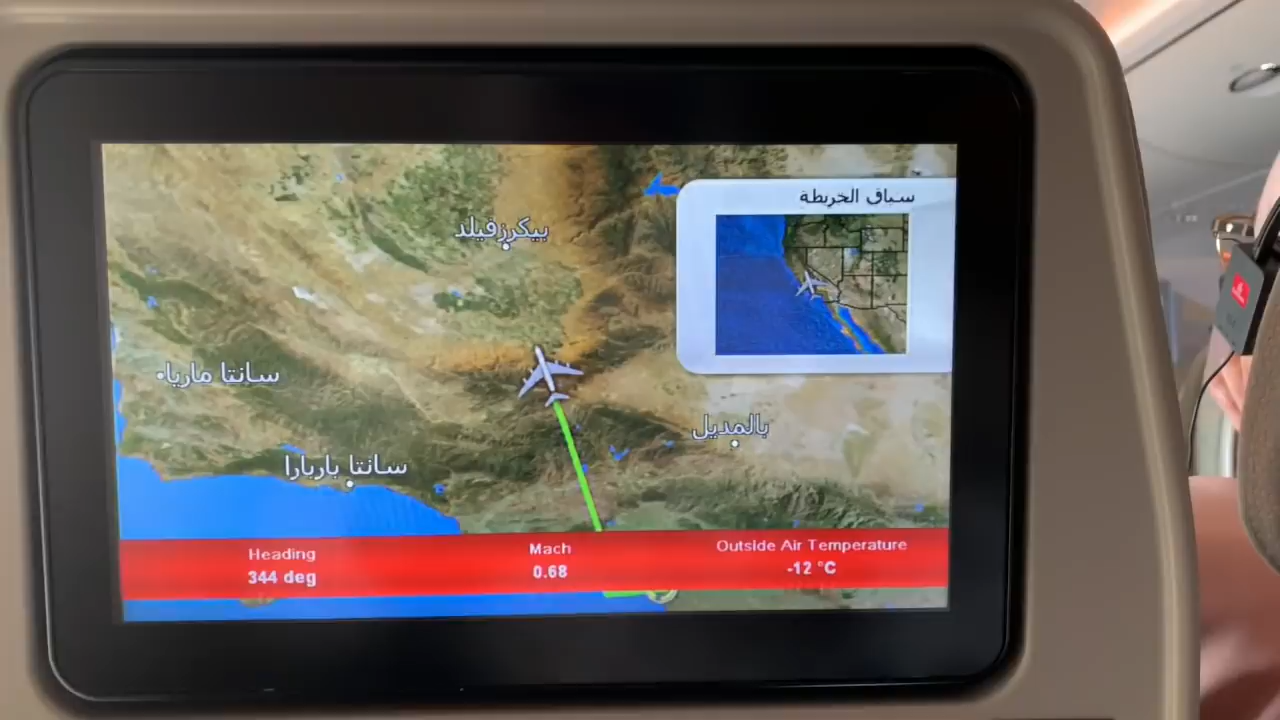 سياق الخريطة
بيكرزفيلد
سانتا ماريا
بالمديل
سانتا باربارا
Heading
344 deg
Mach
0.68
Outside Air Temperature
-12 °C